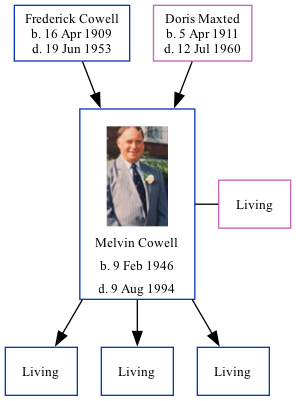 Frederick Cowell
b. 16 Apr 1909
d. 19 Jun 1953
Doris Maxted
b. 5 Apr 1911
d. 12 Jul 1960
Melvin Cowell
b. 9 Feb 1946
d. 9 Aug 1994
Living
Living
Living
Living